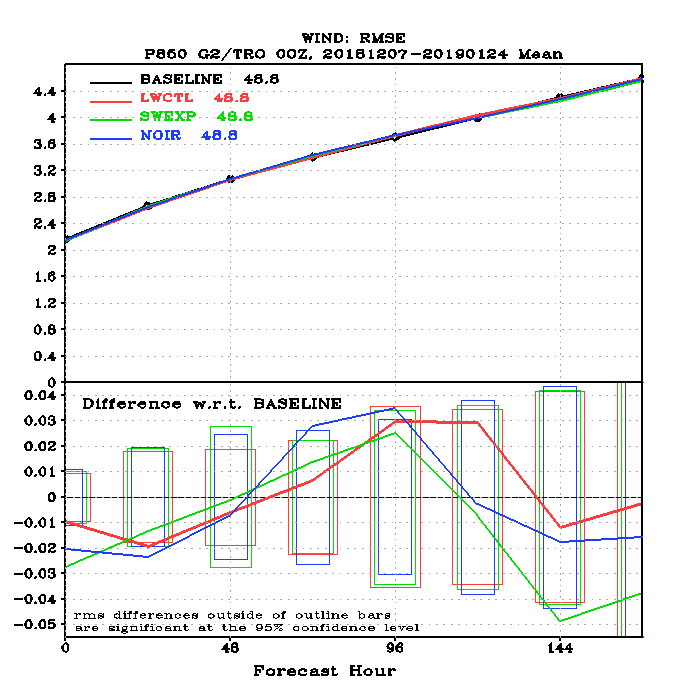 WIND: RMSE
P850 G2/TRO 00Z, 20181207-20190124 Mean
BASELINE 48.8
LWCTL 48.8
SWEXP 48.8
NOIR 48.8
4.4
4
3.6
3.2
2.8
2.4
2
1.6
1.2
0.8
0.4
0
Difference w.r.t. BASELINE
0.04
0.03
0.02
0.01
0
-0.01
-0.02
-0.03
-0.04
-0.05
rms differences outside of outline bars
are significant at the 95% confidence level
0 48 96 144
Forecast Hour